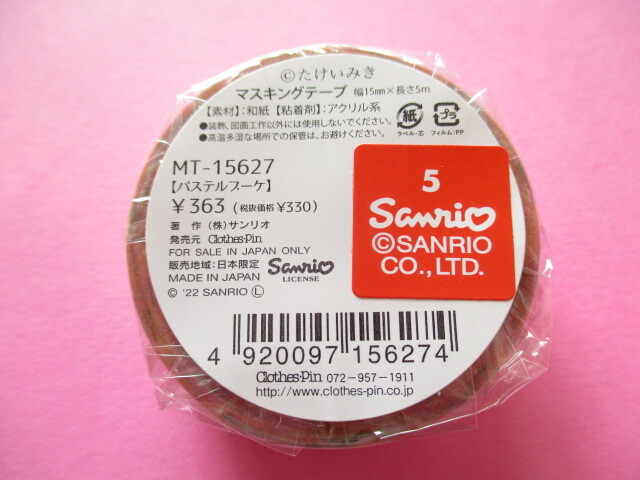 ©たけいみき
マスキングテープ 幅15mm×長さ5m
【素材】:和紙【粘着剤】:アクリル系
●装飾、図画工作以外には使用しないでください。
●高温多湿な場所での保管は、お避けください。
紙 プラ
ラベル・芯 フィルム:PP
MT-15627
【パステルブーケ】
¥363 (税抜価格¥330)
著 作 (株)サンリオ
発売元 Clothes-Pin
FOR SALE IN JAPAN ONLY
販売地域:日本限定
MADE IN JAPAN
Sanrio
LICENSE
© '22 SANRIO Ⓛ
5
Sanrio
©SANRIO
CO., LTD.
4 920097 156274
Clothes-Pin 072-957-1911
http://www.clothes-pin.co.jp